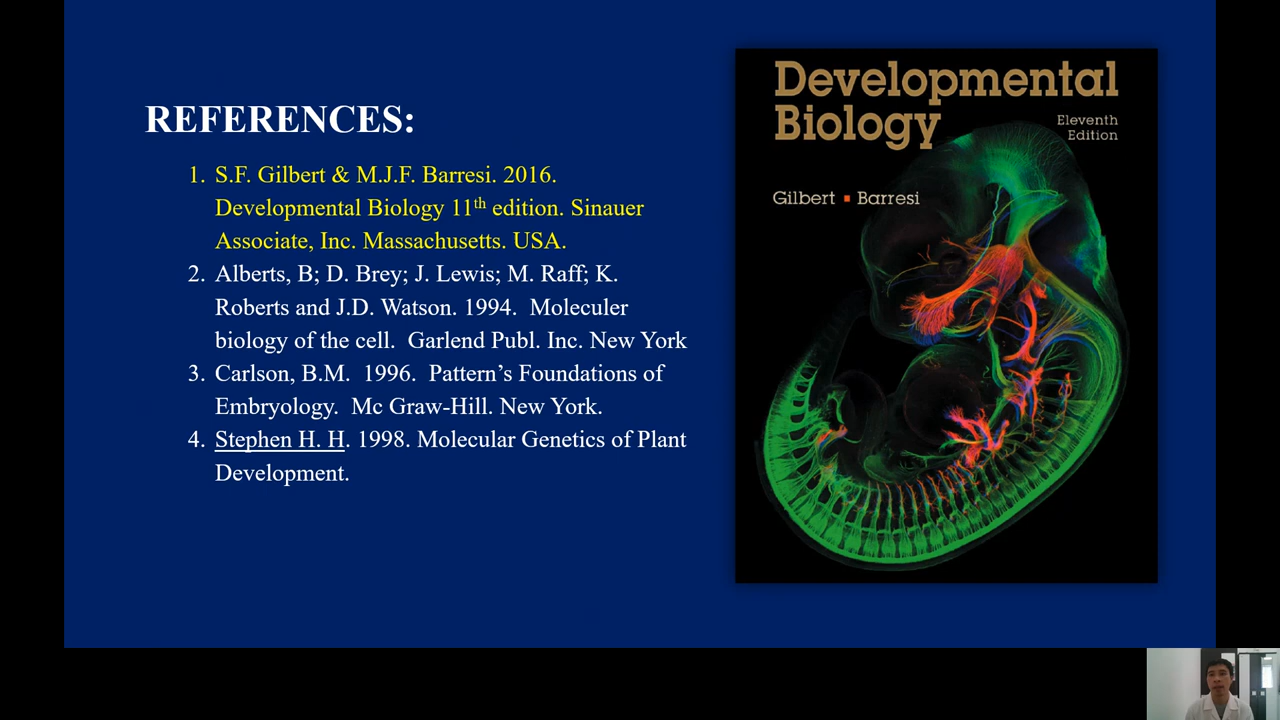 REFERENCES:
1. S.F. Gilbert & M.J.F. Barresi. 2016.
Developmental Biology 11th edition. Sinauer
Associate, Inc. Massachusetts. USA.
2. Alberts, B; D. Brey; J. Lewis; M. Raff; K.
Roberts and J.D. Watson. 1994. Moleculer
biology of the cell. Garlend Publ. Inc. New York
3. Carlson, B.M. 1996. Pattern’s Foundations of
Embryology. Mc Graw-Hill. New York.
4. Stephen H. H. 1998. Molecular Genetics of Plant
Development.
Developmental
Biology
Eleventh
Edition
Gilbert ▪ Barresi